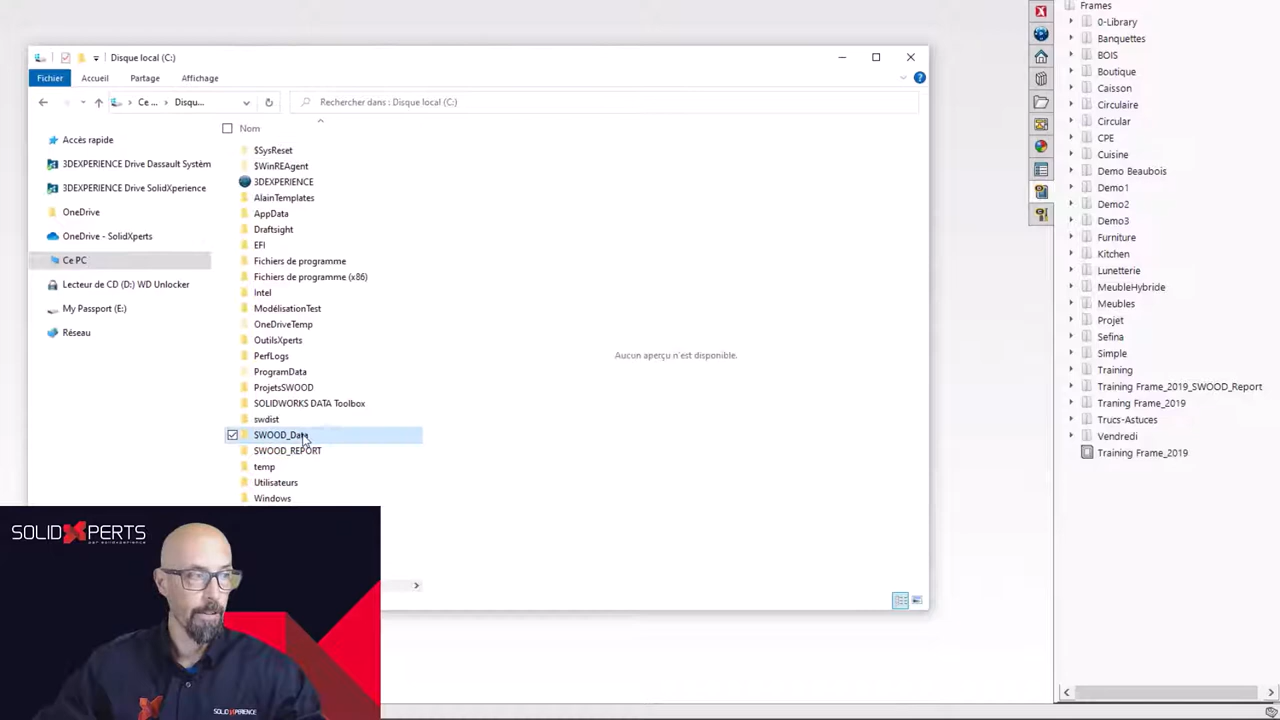 Disque local (C:)
Fichier
Accueil
Partage
Affichage
Ce ...
Disqu...
Rechercher dans : Disque local (C:)
Accès rapide
3DEXPERIENCE Drive Dassault Systèm
3DEXPERIENCE Drive SolidXperience
OneDrive
OneDrive - SolidXperts
Ce PC
Lecteur de CD (D:) WD Unlocker
My Passport (E:)
Réseau
Nom
$SysReset
$WinREAgent
3DEXPERIENCE
AlainTemplates
AppData
Draftsight
EFI
Fichiers de programme
Fichiers de programme (x86)
Intel
ModélisationTest
OneDriveTemp
OutilsXperts
PerfLogs
ProgramData
ProjetsSWOOD
SOLIDWORKS DATA Toolbox
swdist
SWOOD_Data
SWOOD_REPORT
temp
Utilisateurs
Windows
Aucun aperçu n'est disponible.
Frames
0-Library
Banquettes
BOIS
Boutique
Caisson
Circulaire
Circular
CPE
Cuisine
Demo Beaubois
Demo1
Demo2
Demo3
Furniture
Kitchen
Lunetterie
MeubleHybride
Meubles
Projet
Sefina
Simple
Training
Training Frame_2019_SWOOD_Report
Traning Frame_2019
Trucs-Astuces
Vendredi
Training Frame_2019
SOLIDXPERTS
par solidxperience
SOLIDXPERIENCE